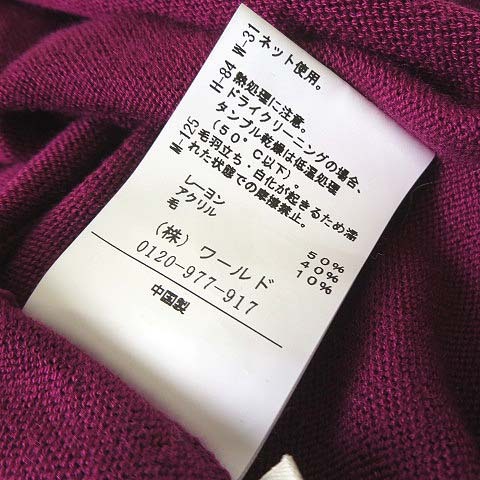 W-31 ネット使用。
H-84 熱処理に注意。
ドライクリーニングの場合、
タンブル乾燥は低温処理
(50°C以下)。
M-125 毛羽立ち・白化が起きるため濡
れた状態での摩擦禁止。
レーヨン 50%
アクリル 40%
毛 10%
(株) ワールド
0120-977-917
中国製